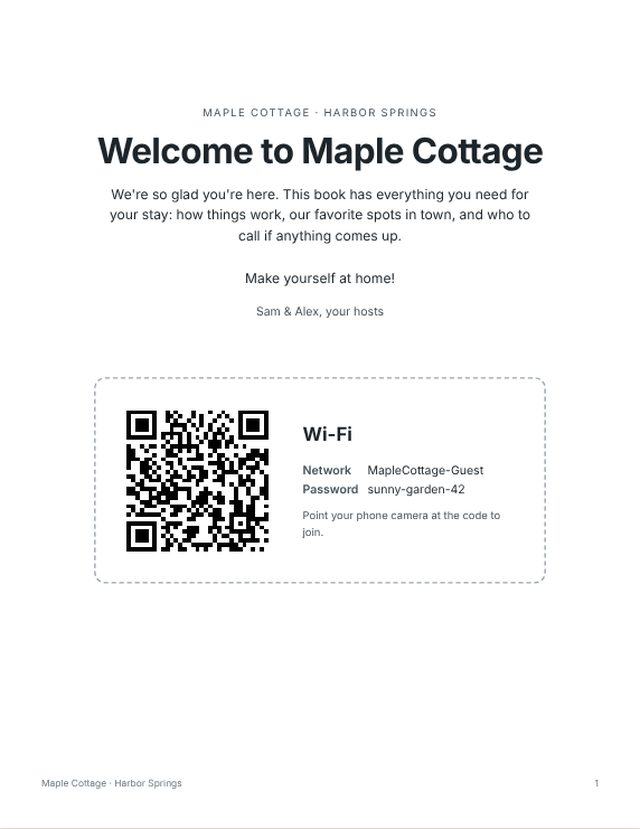 MAPLE COTTAGE · HARBOR SPRINGS
Welcome to Maple Cottage
We're so glad you're here. This book has everything you need for
your stay: how things work, our favorite spots in town, and who to
call if anything comes up.
Make yourself at home!
Sam & Alex, your hosts
Wi-Fi
Network MapleCottage-Guest
Password sunny-garden-42
Point your phone camera at the code to
join.
Maple Cottage · Harbor Springs 1